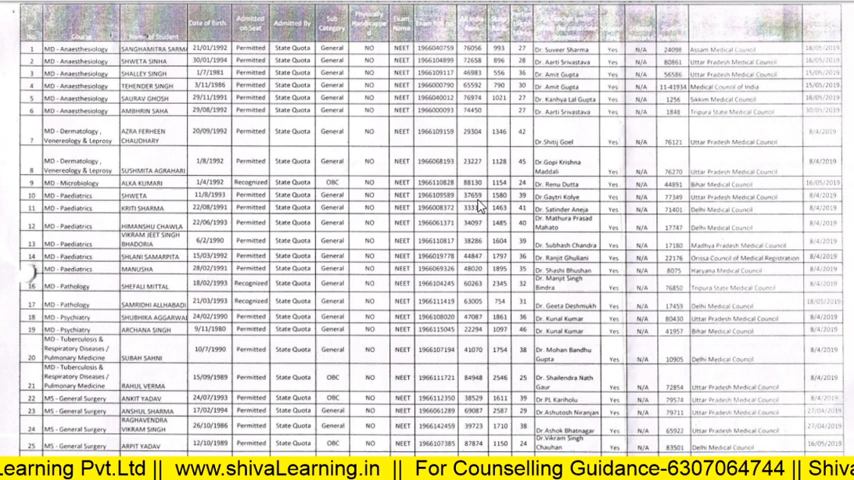 No. Course Name of Student Date of Birth Admitted on Seat Admitted By Sub Category Physically Handicapped Exam Name
1 MD - Anaesthesiology SANGHAMITRA SARMA 21/01/1992 Permitted State Quota General NO NEET 1966040759 76056 993 27 Dr. Suveer Sharma Yes N/A 24098 Assam Medical Council 18/05/2019
2 MD - Anaesthesiology SHWETA SINHA 30/01/1994 Permitted State Quota General NO NEET 1966104899 72658 896 28 Dr. Aarti Srivastava Yes N/A 80861 Uttar Pradesh Medical Council 16/05/2019
3 MD - Anaesthesiology SHALLEY SINGH 1/7/1981 Permitted State Quota General NO NEET 1966109117 46983 556 36 Dr. Amit Gupta Yes N/A 56586 Uttar Pradesh Medical Council
4 MD - Anaesthesiology TEHENDER SINGH 3/11/1986 Permitted State Quota General NO NEET 1966000790 65592 790 30 Dr. Amit Gupta Yes N/A 11-41934 Medical Council of India
5 MD - Anaesthesiology SAURAV GHOSH 29/11/1991 Permitted State Quota General NO NEET 1966040012 76974 1021 27 Dr. Kanhya Lal Gupta Yes N/A 1256 Sikkim Medical Council
6 MD - Anaesthesiology AMBHRIN SAHA 28/08/1992 Permitted State Quota General NO NEET 1966000093 74450 27 Dr. Aarti Srivastava Yes N/A 1848 Tripura State Medical Council
7 MD - Dermatology , Venereology & Leprosy AZRA FERHEEN CHAUDHARY 20/09/1992 Permitted State Quota General NO NEET 1966109159 29304 1346 42 Dr.Shitij Goel Yes N/A 76121 Uttar Pradesh Medical Council 8/4/2019
8 MD - Dermatology , Venereology & Leprosy SUSHMITA AGRAHARI 1/8/1992 Permitted State Quota General NO NEET 1966068193 23227 1128 45 Dr.Gopi Krishna Maddali Yes N/A 76270 Uttar Pradesh Medical Council 8/4/2019
9 MD - Microbiology ALKA KUMARI 1/4/1992 Recognized State Quota OBC NO NEET 1966110828 88130 1154 24 Dr. Renu Dutta Yes N/A 44891 Bihar Medical Council 16/05/2019
10 MD - Paediatrics SHWETA 11/8/1993 Permitted State Quota General NO NEET 1966109589 37659 1580 39 Dr.Gaytri Kolye Yes N/A 77349 Uttar Pradesh Medical Council 8/4/2019
11 MD - Paediatrics KRITI SHARMA 22/08/1991 Permitted State Quota General NO NEET 1966008372 1463 41 Dr. Satinder Aneja Yes N/A 71401 Delhi Medical Council 8/4/2019
12 MD - Paediatrics HIMANSHU CHAWLA 22/06/1993 Permitted State Quota General NO NEET 1966061371 34097 1485 40 Dr. Mathura Prasad Mahato Yes N/A 17747 Delhi Medical Council 8/4/2019
13 MD - Paediatrics VIKRAM JEET SINGH BHADORIA 6/2/1990 Permitted State Quota General NO NEET 1966110817 38286 1604 39 Dr. Subhash Chandra Yes N/A 17180 Madhya Pradesh Medical Council 8/4/2019
14 MD - Paediatrics SHLANI SAMARPITA 15/03/1992 Permitted State Quota General NO NEET 1966019778 44847 1797 36 Dr. Ranjit Ghuliani Yes N/A 22176 Orissa Council of Medical Registration 8/4/2019
MD - Paediatrics MANUSHA 28/02/1991 Permitted State Quota General NO NEET 1966069326 48020 1895 35 Dr. Shashi Bhushan Yes N/A 8075 Haryana Medical Council 8/4/2019
16 MD - Pathology SHEFALI MITTAL 18/02/1993 Recognized State Quota General NO NEET 1966104245 60263 2345 32 Dr. Manjit Singh Bindra Yes N/A 76850 Tripura State Medical Council 8/4/2019
17 MD - Pathology SAMRIDHI ALLHABADI 21/03/1993 Recognized State Quota General NO NEET 1966111419 63005 754 31 Dr. Geeta Deshmukh Yes N/A 17459 Delhi Medical Council 18/05/2019
18 MD - Psychiatry SHUBHIKA AGGARWAL 24/02/1990 Permitted State Quota General NO NEET 1966108020 47087 1861 36 Dr. Kunal Kumar Yes N/A 80430 Uttar Pradesh Medical Council 8/4/2019
19 MD - Psychiatry ARCHANA SINGH 9/11/1980 Permitted State Quota General NO NEET 1966115045 22294 1097 46 Dr. Kunal Kumar Yes N/A 41957 Bihar Medical Council 8/4/2019
20 MD - Tuberculosis & Respiratory Diseases / Pulmonary Medicine SUBAH SAHNI 10/7/1990 Permitted State Quota General NO NEET 1966107194 41070 1754 38 Dr. Mohan Bandhu Gupta Yes N/A 10905 Delhi Medical Council 8/4/2019
21 MD - Tuberculosis & Respiratory Diseases / Pulmonary Medicine RAHUL VERMA 15/09/1989 Permitted State Quota OBC NO NEET 1966111721 84948 2546 25 Dr. Shailendra Nath Gaur Yes N/A 72854 Uttar Pradesh Medical Council 8/4/2019
22 MS - General Surgery ANKIT YADAV 24/07/1993 Permitted State Quota OBC NO NEET 1966112350 38529 1611 39 Dr.PL Kariholu Yes N/A 79574 Uttar Pradesh Medical Council 8/4/2019
23 MS - General Surgery ANSHUL SHARMA 17/02/1994 Permitted State Quota General NO NEET 1966061289 69087 2587 29 Dr.Ashutosh Niranjan Yes N/A 79711 Uttar Pradesh Medical Council 27/04/2019
24 MS - General Surgery RAGHAVENDRA VIKRAM SINGH 26/10/1986 Permitted State Quota General NO NEET 1966142459 39723 1710 38 Dr.Ashok Bhatnagar Yes N/A 65922 Uttar Pradesh Medical Council 27/04/2019
25 MS - General Surgery ARPIT YADAV 12/10/1989 Permitted State Quota OBC NO NEET 1966107385 87874 1150 24 Dr.Vikram Singh Chauhan Yes N/A 83501 Delhi Medical Council 16/05/2019
Learning Pvt.Ltd || www.shivaLearning.in || For Counselling Guidance-6307064744 || Shiva